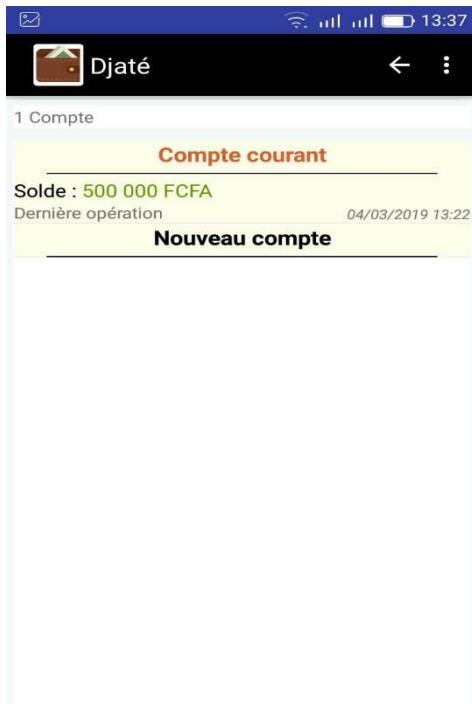 13:37
Djaté
1 Compte
Compte courant
Solde : 500 000 FCFA
Dernière opération 04/03/2019 13:22
Nouveau compte